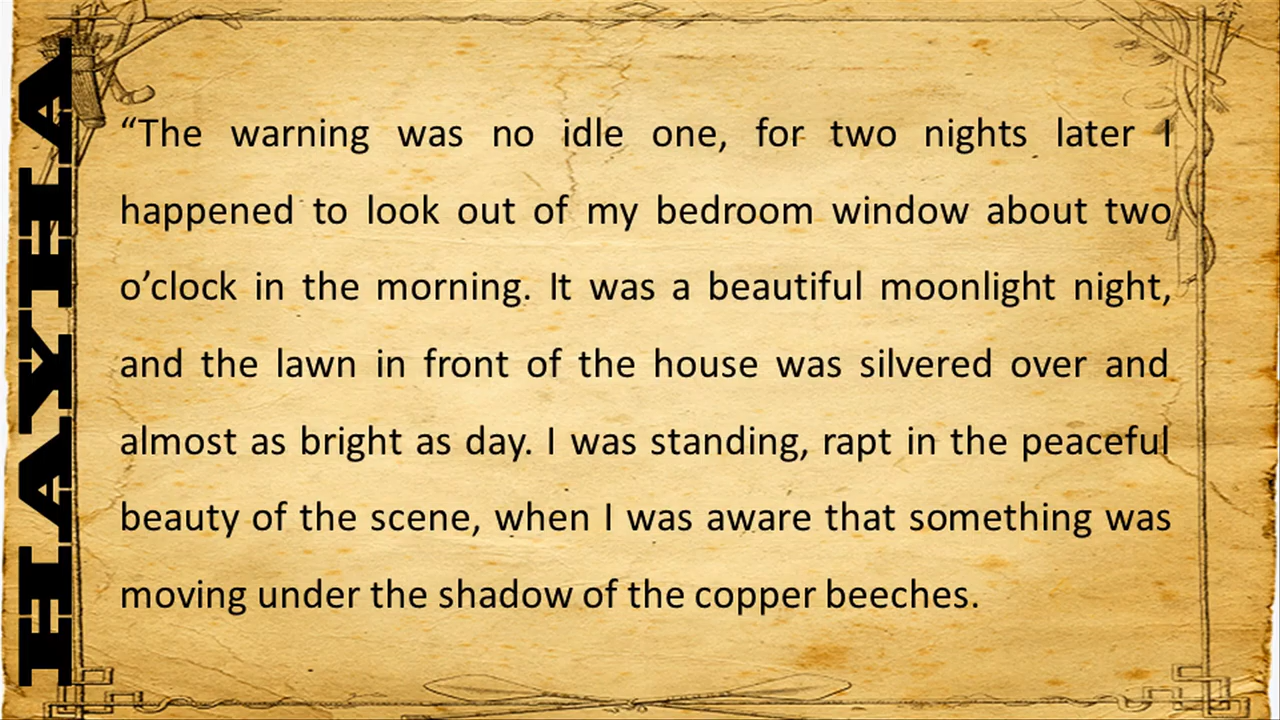 HAYHA
“The warning was no idle one, for two nights later I
happened to look out of my bedroom window about two
o’clock in the morning. It was a beautiful moonlight night,
and the lawn in front of the house was silvered over and
almost as bright as day. I was standing, rapt in the peaceful
beauty of the scene, when I was aware that something was
moving under the shadow of the copper beeches.